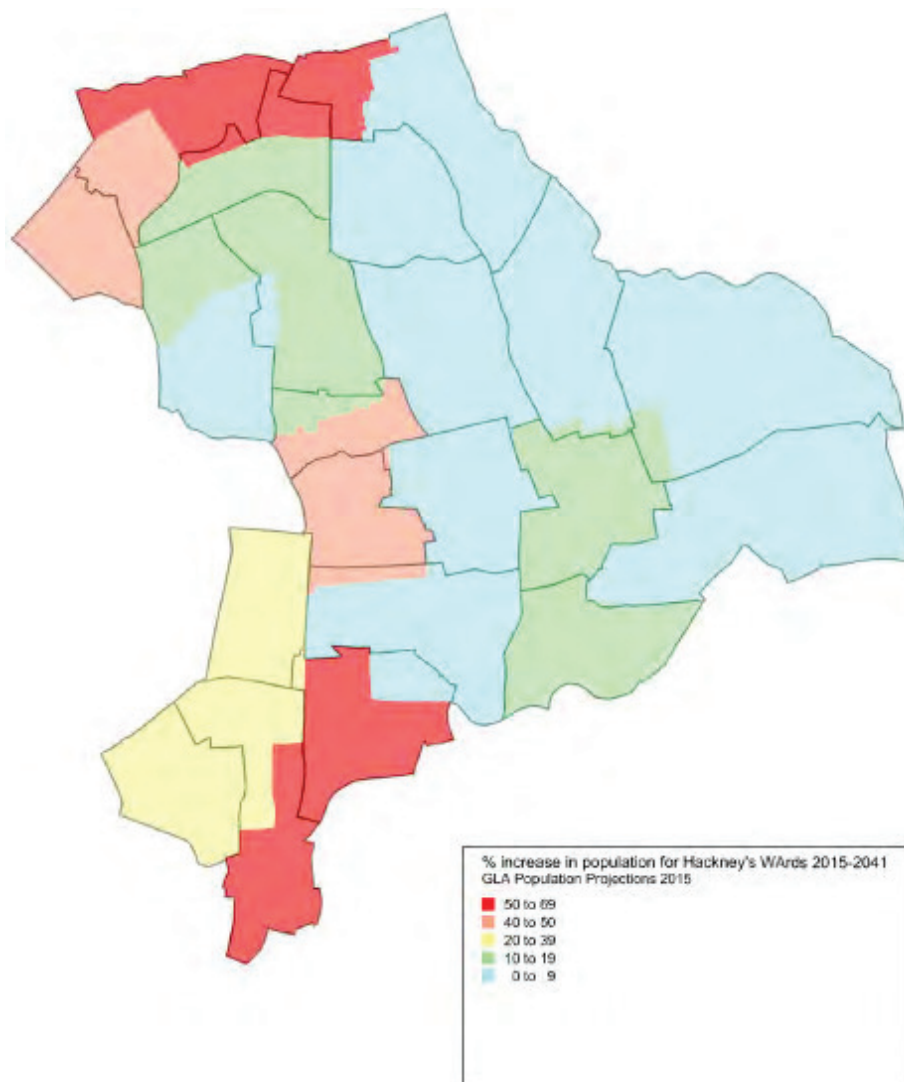 % increase in population for Hackney's WArds 2015-2041
GLA Population Projections 2015
50 to 69
40 to 50
20 to 39
10 to 19
0 to 9